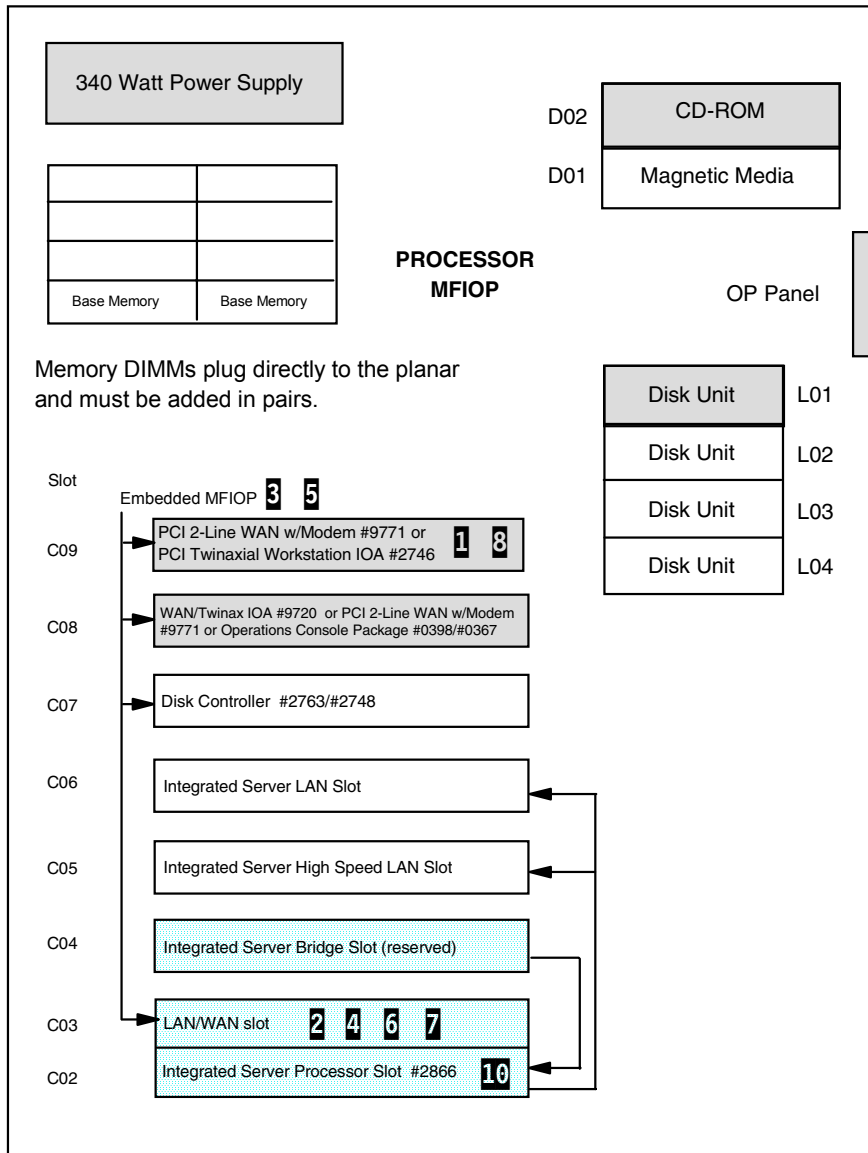 340 Watt Power Supply
D02
CD-ROM
D01
Magnetic Media
Base Memory
Base Memory
PROCESSOR
MFIOP
OP Panel
Memory DIMMs plug directly to the planar
and must be added in pairs.
Disk Unit
L01
Disk Unit
L02
Disk Unit
L03
Disk Unit
L04
Slot
Embedded MFIOP 3 5
C09
PCI 2-Line WAN w/Modem #9771 or
PCI Twinaxial Workstation IOA #2746
1 8
C08
WAN/Twinax IOA #9720 or PCI 2-Line WAN w/Modem
#9771 or Operations Console Package #0398/#0367
C07
Disk Controller #2763/#2748
C06
Integrated Server LAN Slot
C05
Integrated Server High Speed LAN Slot
C04
Integrated Server Bridge Slot (reserved)
C03
LAN/WAN slot 2 4 6 7
C02
Integrated Server Processor Slot #2866 10